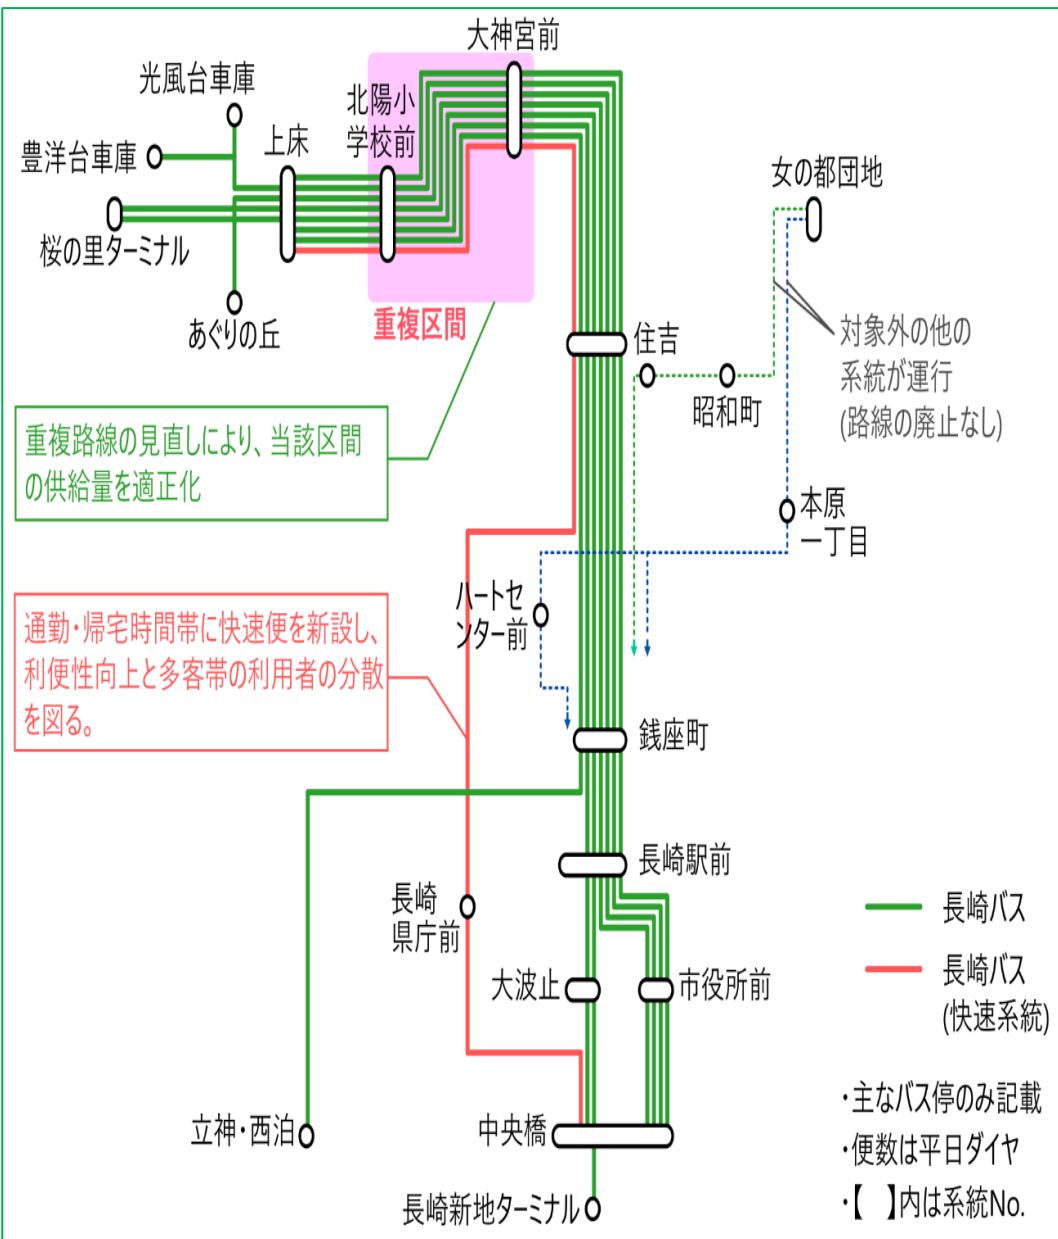 大神宮前
光風台車庫
北陽小
学校前
上床
豊洋台車庫
女の都団地
桜の里ターミナル
あぐりの丘
重複区間
住吉
対象外の他の
系統が運行
(路線の廃止なし)
昭和町
重複路線の見直しにより、当該区間
の供給量を適正化
本原
一丁目
ハートセ
ンター前
通勤・帰宅時間帯に快速便を新設し、
利便性向上と多客帯の利用者の分散
を図る。
銭座町
長崎駅前
長崎
県庁前
長崎バス
長崎バス
(快速系統)
大波止
市役所前
・主なバス停のみ記載
立神・西泊
中央橋
・便数は平日ダイヤ
・【　】内は系統No.
長崎新地ターミナル